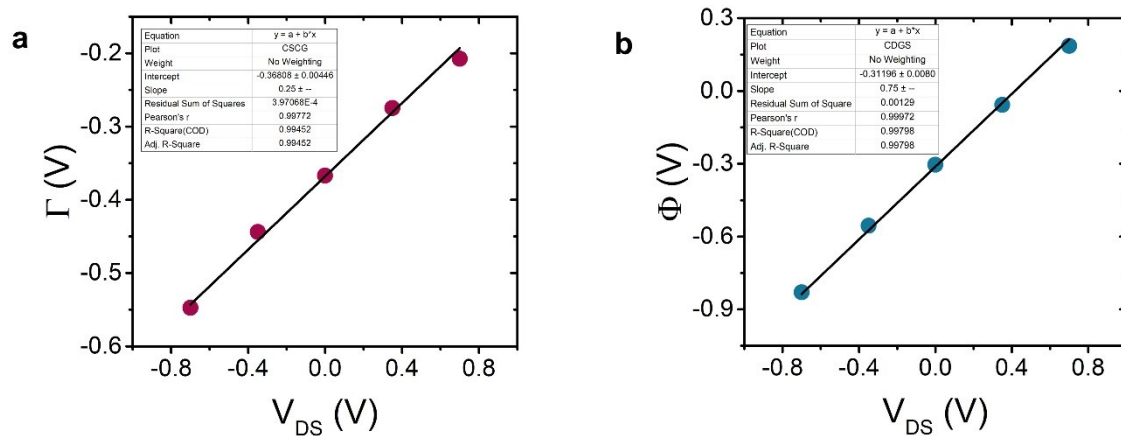 a
Equation y = a + b*x
Plot CSCG
Weight No Weighting
Intercept -0.36808 ± 0.00446
Slope 0.25 ± --
Residual Sum of Squares 3.97068E-4
Pearson's r 0.99772
R-Square(COD) 0.99452
Adj. R-Square 0.99452
-0.2
-0.3
-0.4
-0.5
-0.6
Γ (V)
-0.8 -0.4 0.0 0.4 0.8
V_DS (V)
b
Equation y = a + b*x
Plot CDGS
Weight No Weighting
Intercept -0.31196 ± 0.0080
Slope 0.75 ± --
Residual Sum of Square 0.00129
Pearson's r 0.99972
R-Square(COD) 0.99798
Adj. R-Square 0.99798
0.3
0.0
-0.3
-0.6
-0.9
Φ (V)
-0.8 -0.4 0.0 0.4 0.8
V_DS (V)